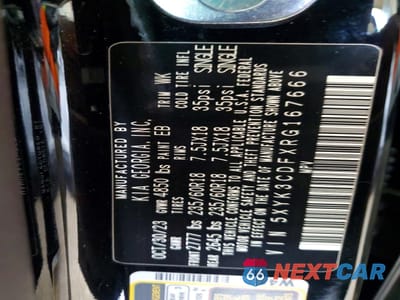 MANUFACTURED BY
KIA GEORGIA, INC.
OCT/30/23 GVWR 4850 lbs PAINT EB TRIM WK
GAWR TIRES RIMS COLD TIRE INFL
FRONT 2777 lbs 235/60R18 7.5JX18 35psi SINGLE
REAR 2645 lbs 235/60R18 7.5JX18 35psi SINGLE
THIS VEHICLE CONFORMS TO ALL APPLICABLE U.S.A. FEDERAL
MOTOR VEHICLE SAFETY, BUMPER, AND THEFT PREVENTION STANDARDS
IN EFFECT ON THE DATE OF MANUFACTURE SHOWN ABOVE
VIN 5XYK3CDFXRG167666
MPV
66 NEXTCAR